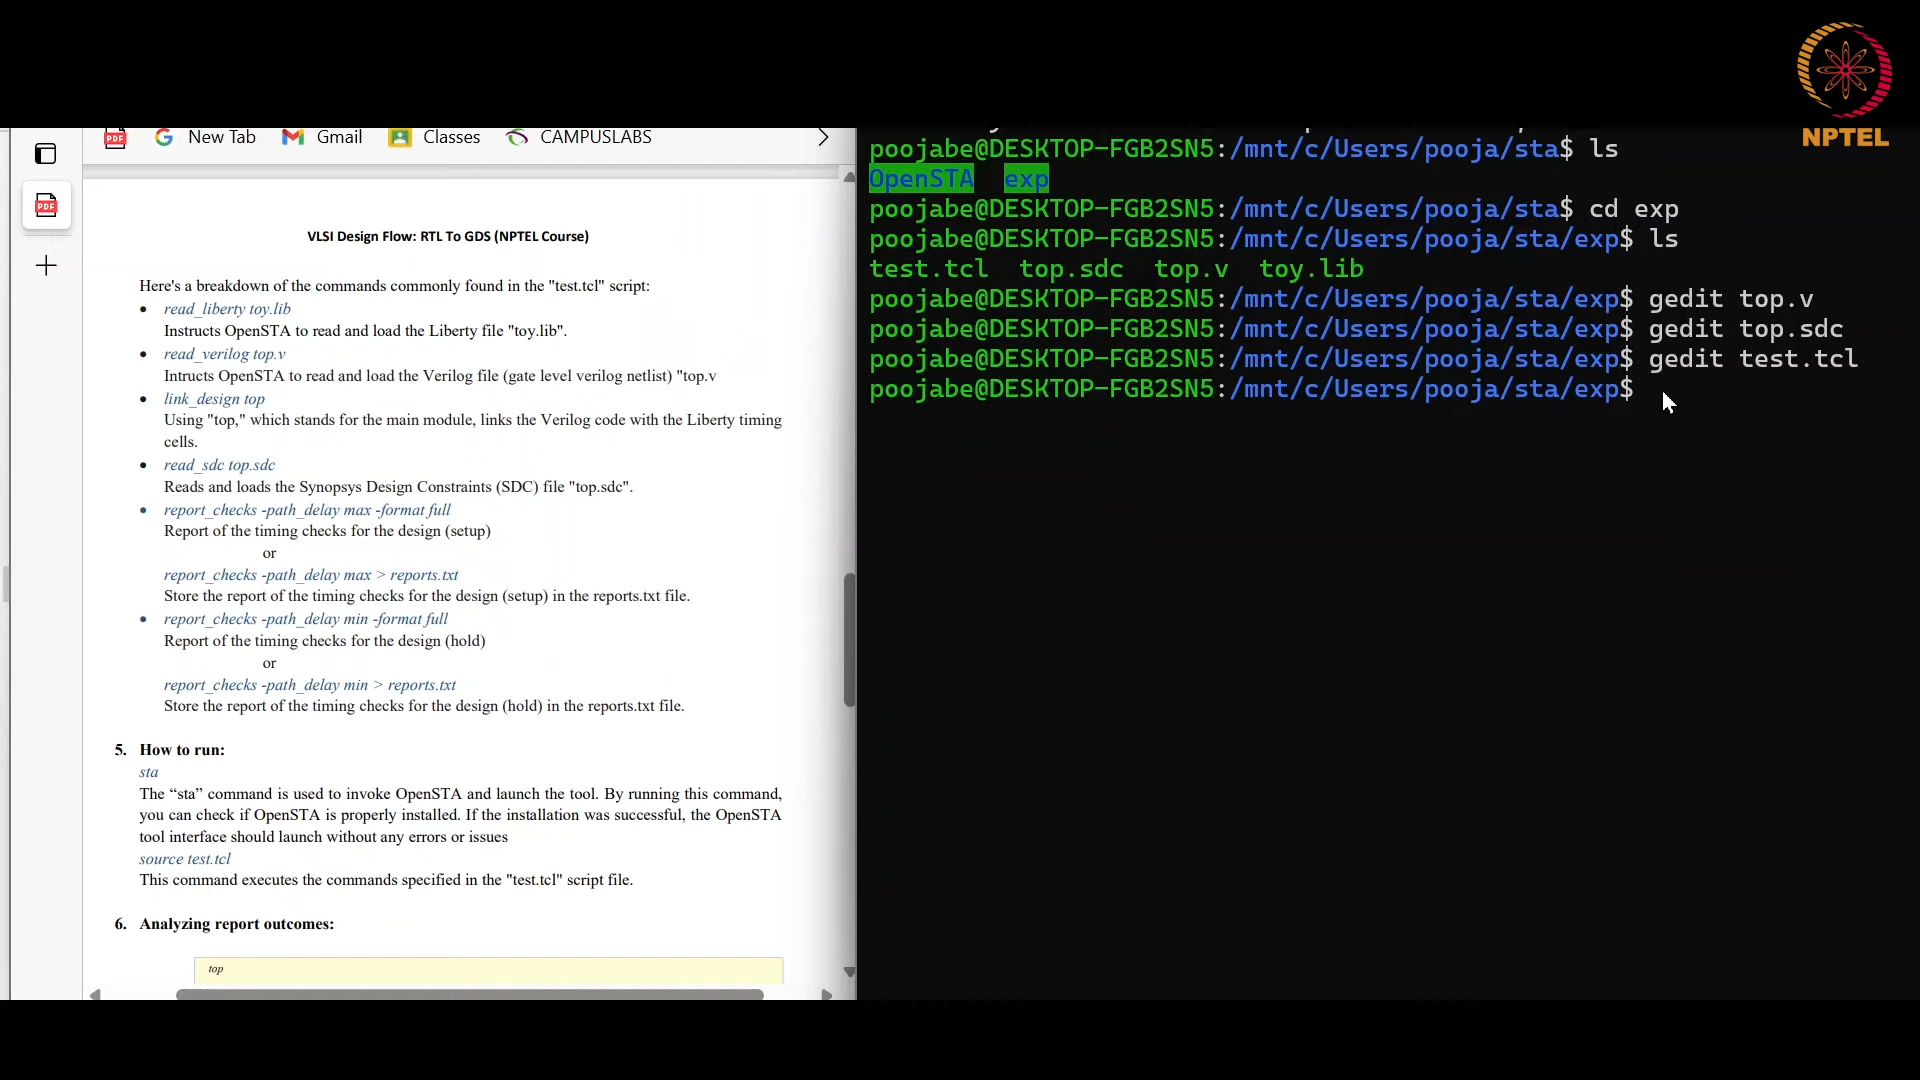 NPTEL
PDF New Tab Gmail Classes CAMPUSLABS
PDF
VLSI Design Flow: RTL To GDS (NPTEL Course)
Here's a breakdown of the commands commonly found in the "test.tcl" script:
• read_liberty toy.lib
Instructs OpenSTA to read and load the Liberty file "toy.lib".
• read_verilog top.v
Intructs OpenSTA to read and load the Verilog file (gate level verilog netlist) "top.v
• link_design top
Using "top," which stands for the main module, links the Verilog code with the Liberty timing
cells.
• read_sdc top.sdc
Reads and loads the Synopsys Design Constraints (SDC) file "top.sdc".
• report_checks -path_delay max -format full
Report of the timing checks for the design (setup)
or
report_checks -path_delay max > reports.txt
Store the report of the timing checks for the design (setup) in the reports.txt file.
• report_checks -path_delay min -format full
Report of the timing checks for the design (hold)
or
report_checks -path_delay min > reports.txt
Store the report of the timing checks for the design (hold) in the reports.txt file.
5. How to run:
sta
The “sta” command is used to invoke OpenSTA and launch the tool. By running this command,
you can check if OpenSTA is properly installed. If the installation was successful, the OpenSTA
tool interface should launch without any errors or issues
source test.tcl
This command executes the commands specified in the "test.tcl" script file.
6. Analyzing report outcomes:
top
poojabe@DESKTOP-FGB2SN5:/mnt/c/Users/pooja/sta$ ls
OpenSTA exp
poojabe@DESKTOP-FGB2SN5:/mnt/c/Users/pooja/sta$ cd exp
poojabe@DESKTOP-FGB2SN5:/mnt/c/Users/pooja/sta/exp$ ls
test.tcl top.sdc top.v toy.lib
poojabe@DESKTOP-FGB2SN5:/mnt/c/Users/pooja/sta/exp$ gedit top.v
poojabe@DESKTOP-FGB2SN5:/mnt/c/Users/pooja/sta/exp$ gedit top.sdc
poojabe@DESKTOP-FGB2SN5:/mnt/c/Users/pooja/sta/exp$ gedit test.tcl
poojabe@DESKTOP-FGB2SN5:/mnt/c/Users/pooja/sta/exp$